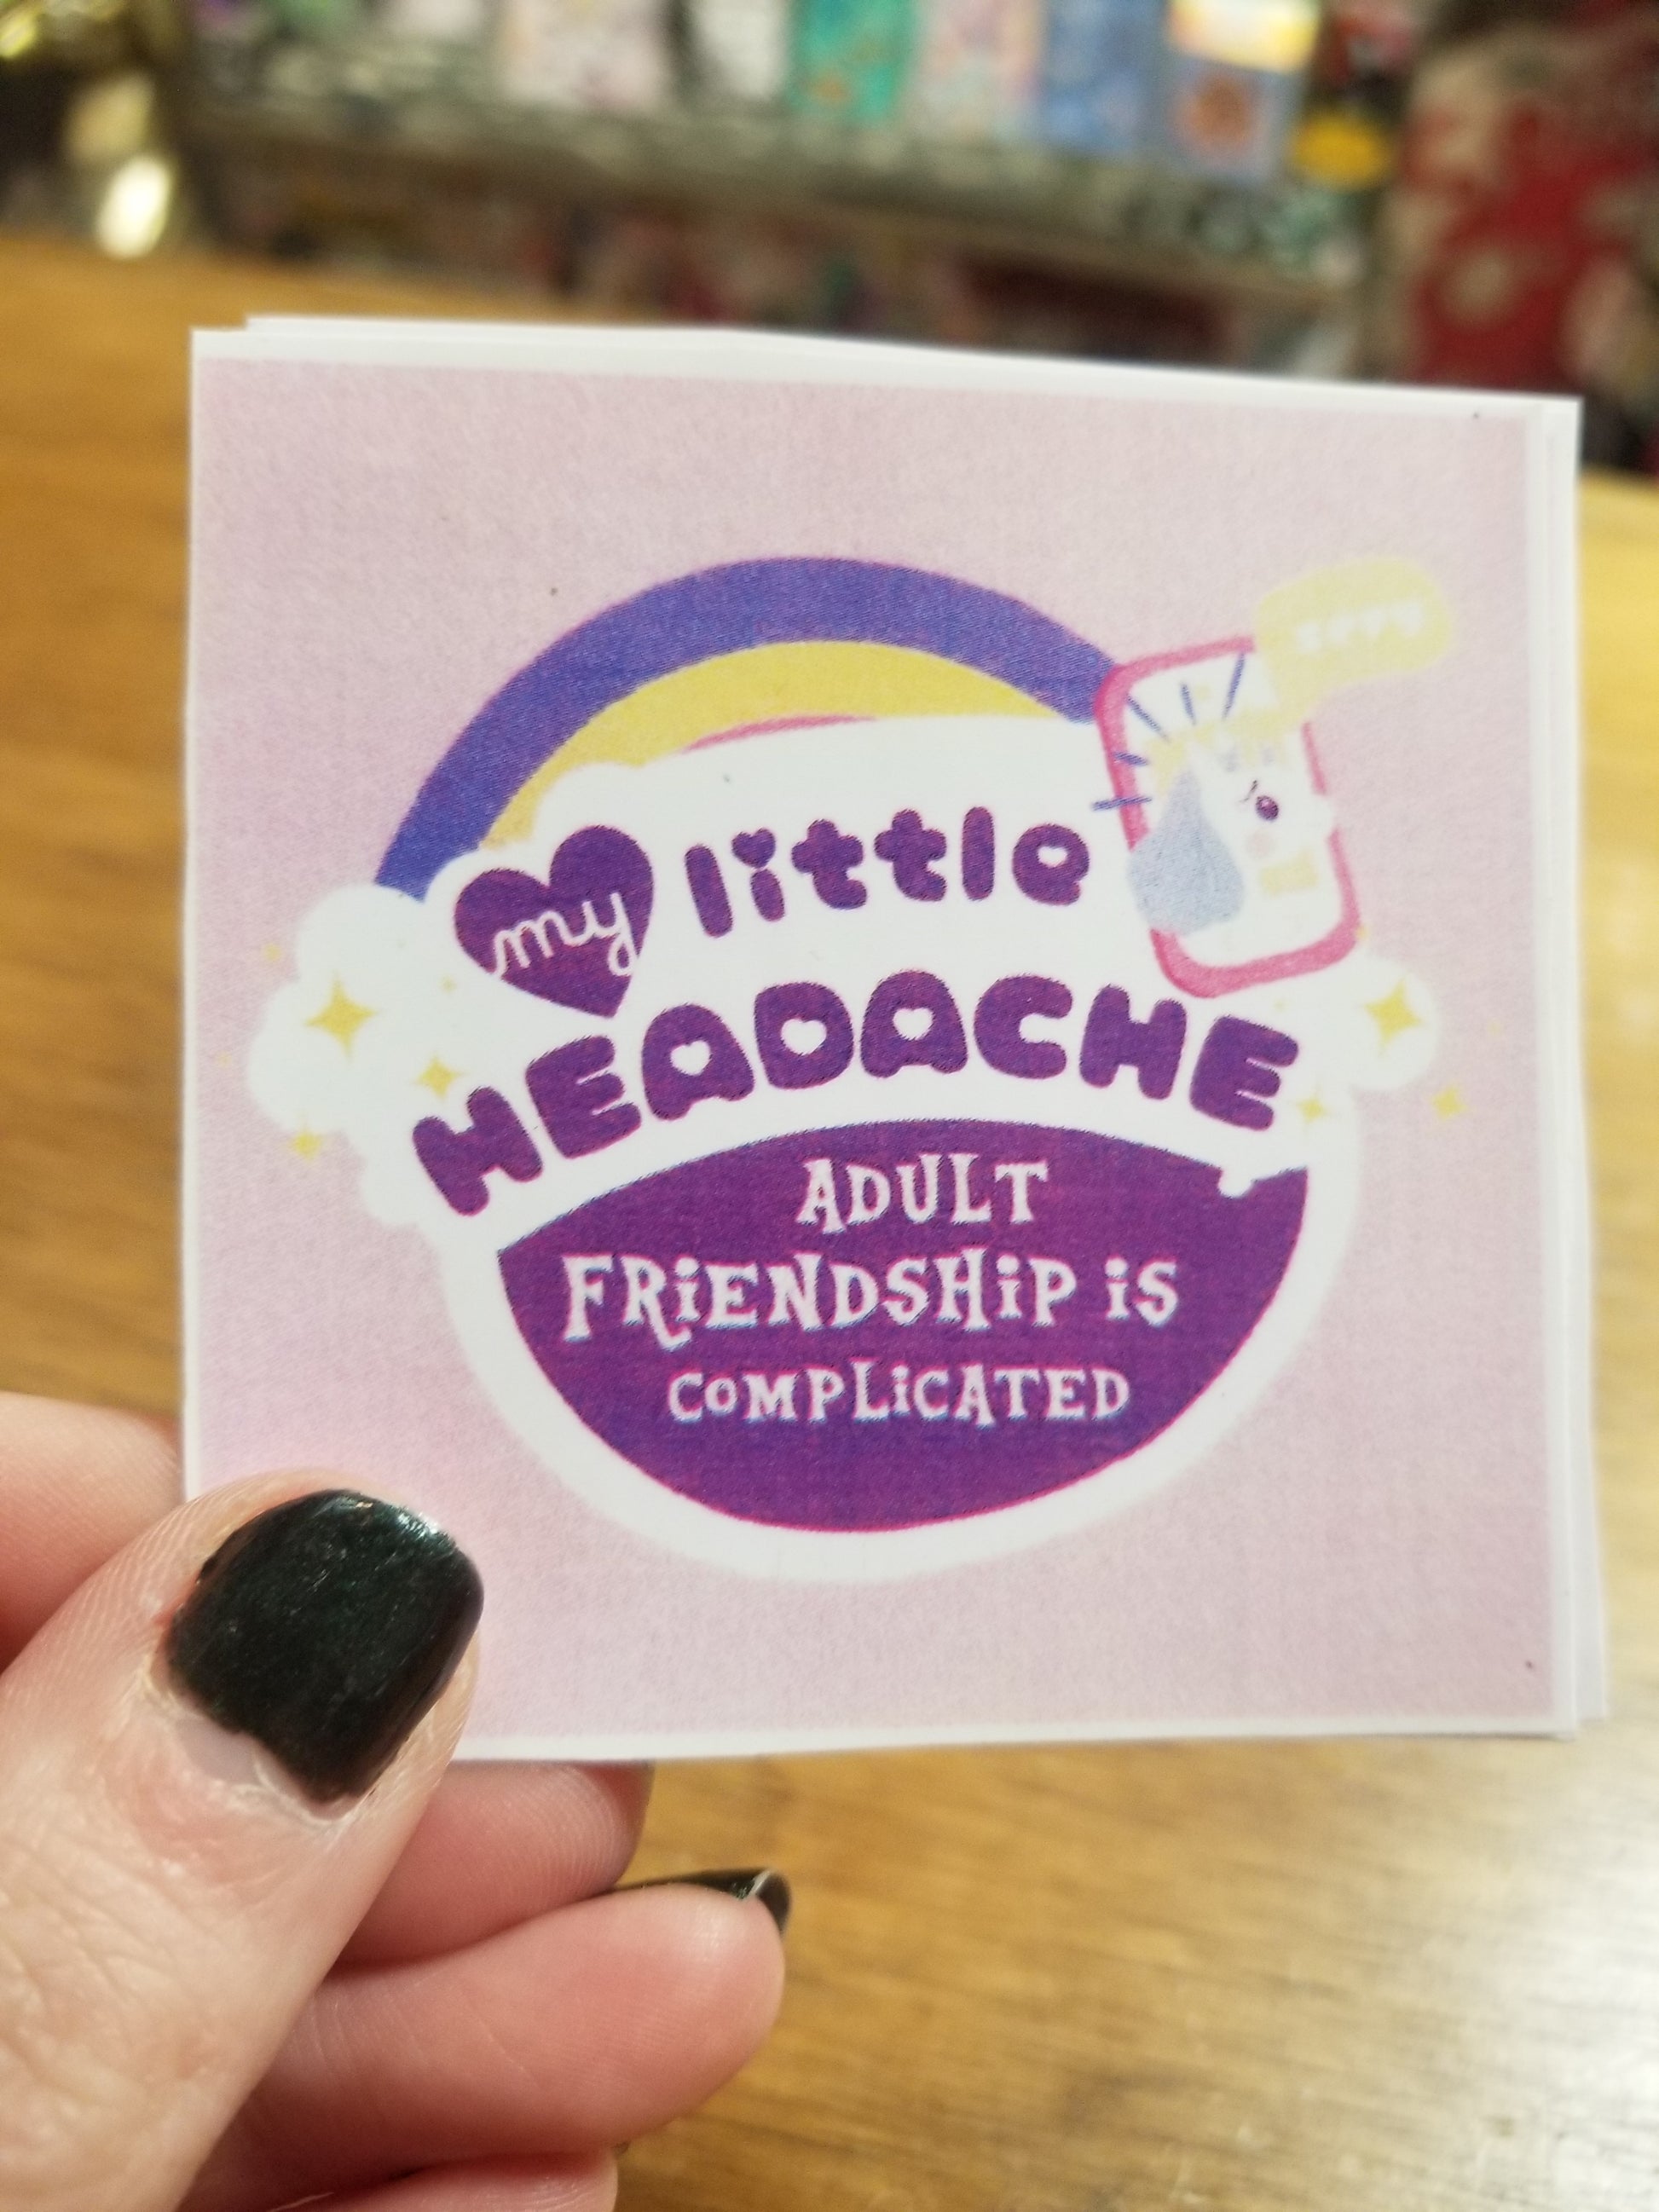 my little
HEADACHE
ADULT
FRiENDSHiP iS
CoMPLiCATED